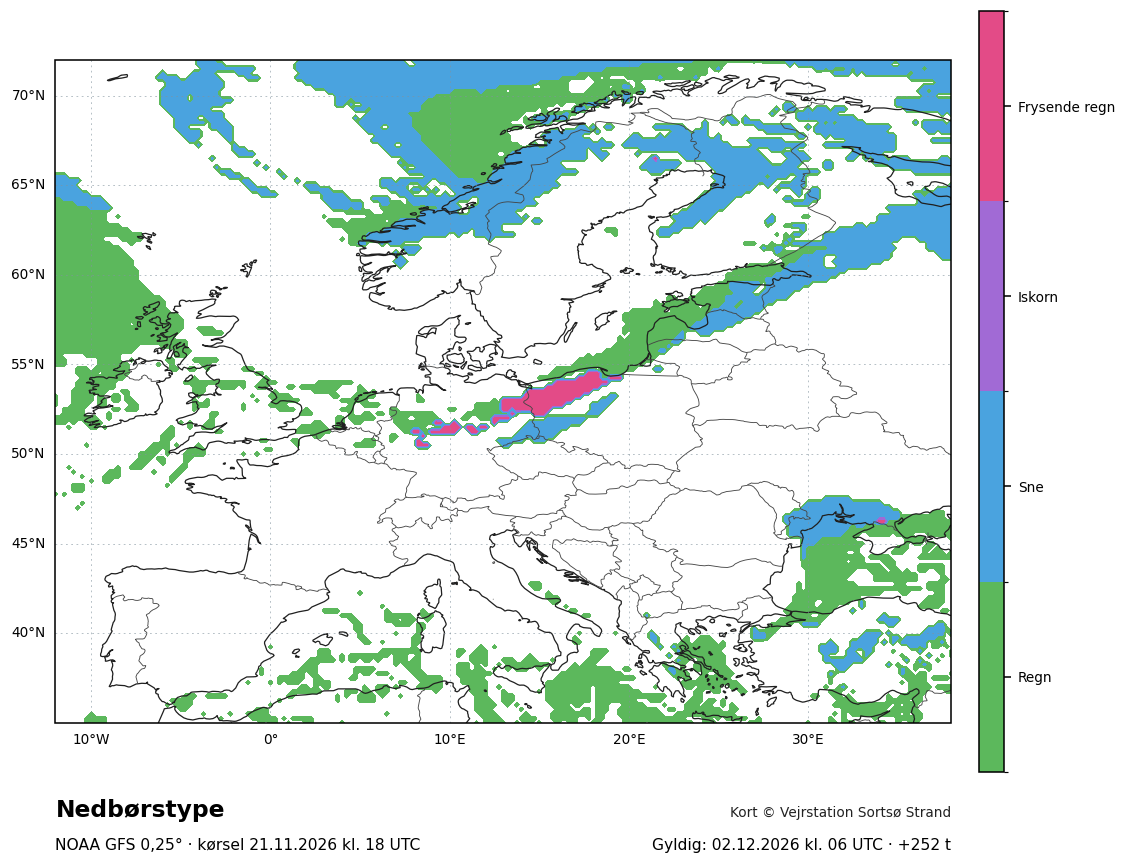 70°N
65°N
60°N
55°N
50°N
45°N
40°N
10°W
0°
10°E
20°E
30°E
Frysende regn
Iskorn
Sne
Regn
Nedbørstype
Kort © Vejrstation Sortsø Strand
NOAA GFS 0,25° · kørsel 21.11.2026 kl. 18 UTC
Gyldig: 02.12.2026 kl. 06 UTC · +252 t